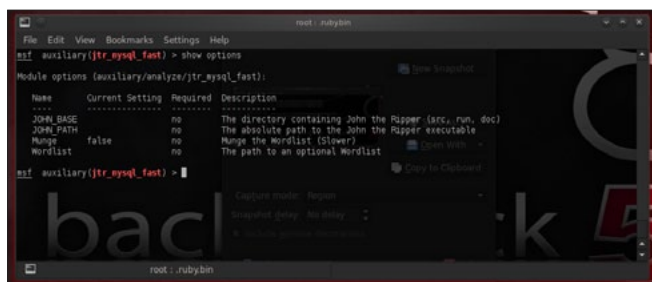 root : .ruby.bin
File Edit View Bookmarks Settings Help
msf auxiliary(jtr_mysql_fast) > show options
New Snapshot
Module options (auxiliary/analyze/jtr_mysql_fast):
Name Current Setting Required Description
---- --------------- -------- -----------
JOHN_BASE no The directory containing John the Ripper (src, run, doc)
JOHN_PATH no The absolute path to the John the Ripper executable
Munge false no Munge the Wordlist (Slower)
Open With
Wordlist no The path to an optional Wordlist
Copy to Clipboard
msf auxiliary(jtr_mysql_fast) >
Capture mode: Region
Snapshot delay: No delay
back k 5
root : .ruby.bin